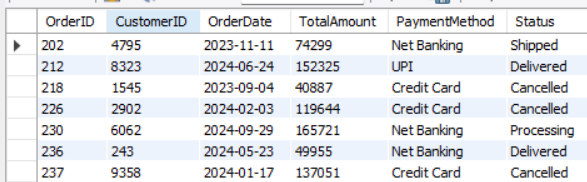 OrderID CustomerID OrderDate TotalAmount PaymentMethod Status
202 4795 2023-11-11 74299 Net Banking Shipped
212 8323 2024-06-24 152325 UPI Delivered
218 1545 2023-09-04 40887 Credit Card Cancelled
226 2902 2024-02-03 119644 Credit Card Cancelled
230 6062 2024-09-29 165721 Net Banking Processing
236 243 2024-05-23 49955 Net Banking Delivered
237 9358 2024-01-17 137051 Credit Card Cancelled